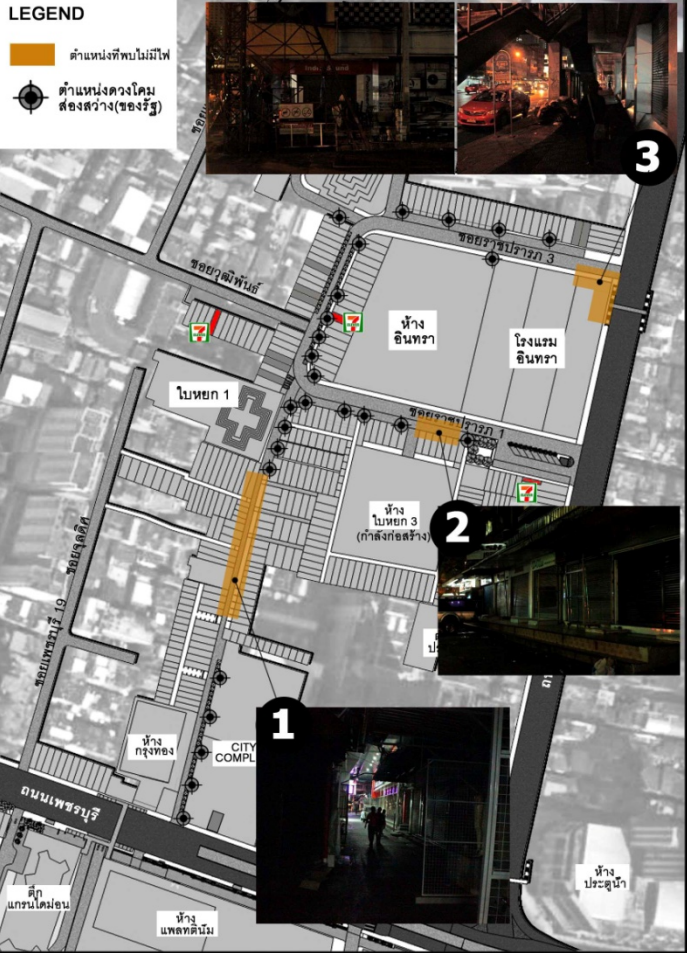 LEGEND
ตำแหน่งที่พบไม่มีไฟ
ตำแหน่งดวงโคม
ส่องสว่าง(ของรัฐ)
3
ซอยราชปรารภ 3
ซอยวุฒิพันธ์
7
7
ห้าง
อินทรา
โรงแรม
อินทรา
ใบหยก 1
ซอยราชปรารภ 1
7
ห้าง
ใบหยก 3
(กำลังก่อสร้าง)
2
ซอยจุลดิศ
ซอยเพชรบุรี 19
1
ห้าง
กรุงทอง
CITY
COMPL
ถนนเพชรบุรี
ตึก
แกรนไดม่อน
ห้าง
แพลทตินั่ม
ห้าง
ประตูน้ำ